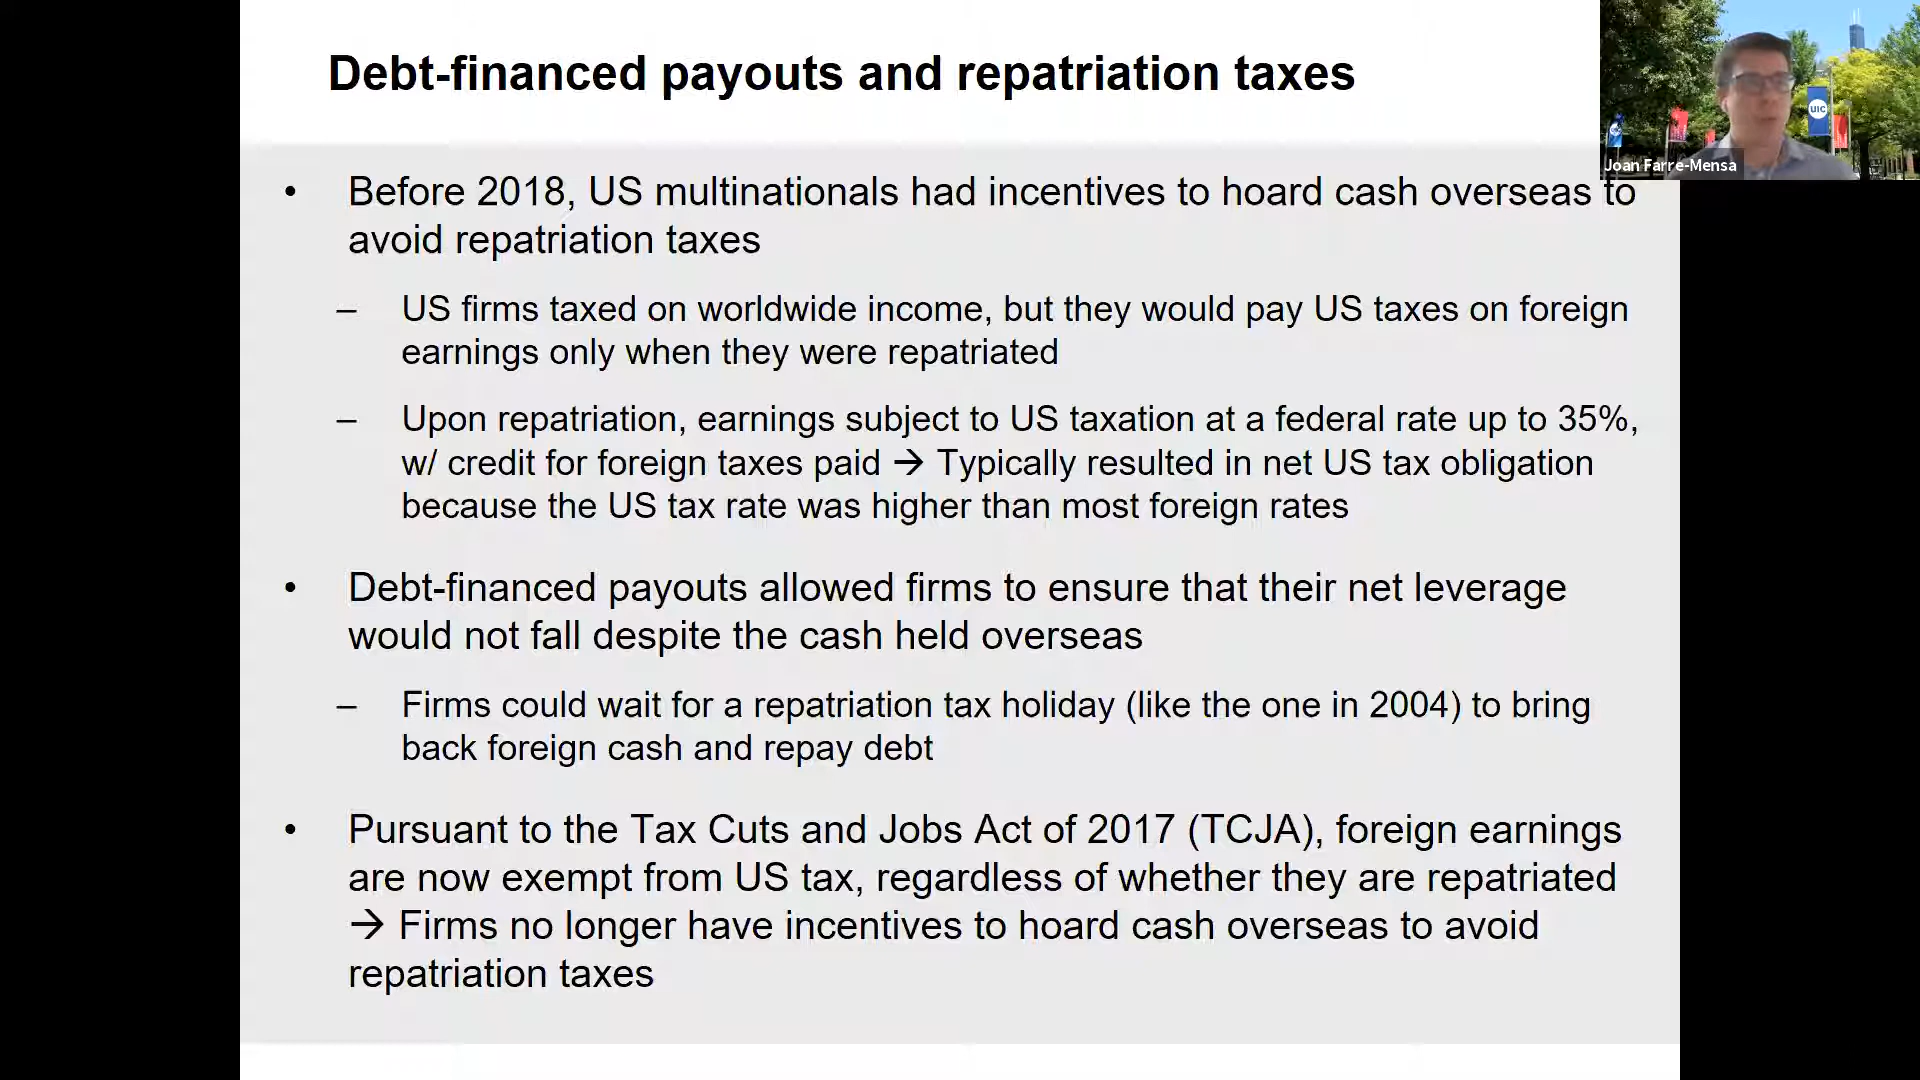 Debt-financed payouts and repatriation taxes
UIC
Joan Farre-Mensa
• Before 2018, US multinationals had incentives to hoard cash overseas to
avoid repatriation taxes
– US firms taxed on worldwide income, but they would pay US taxes on foreign
earnings only when they were repatriated
– Upon repatriation, earnings subject to US taxation at a federal rate up to 35%,
w/ credit for foreign taxes paid → Typically resulted in net US tax obligation
because the US tax rate was higher than most foreign rates
• Debt-financed payouts allowed firms to ensure that their net leverage
would not fall despite the cash held overseas
– Firms could wait for a repatriation tax holiday (like the one in 2004) to bring
back foreign cash and repay debt
• Pursuant to the Tax Cuts and Jobs Act of 2017 (TCJA), foreign earnings
are now exempt from US tax, regardless of whether they are repatriated
→ Firms no longer have incentives to hoard cash overseas to avoid
repatriation taxes